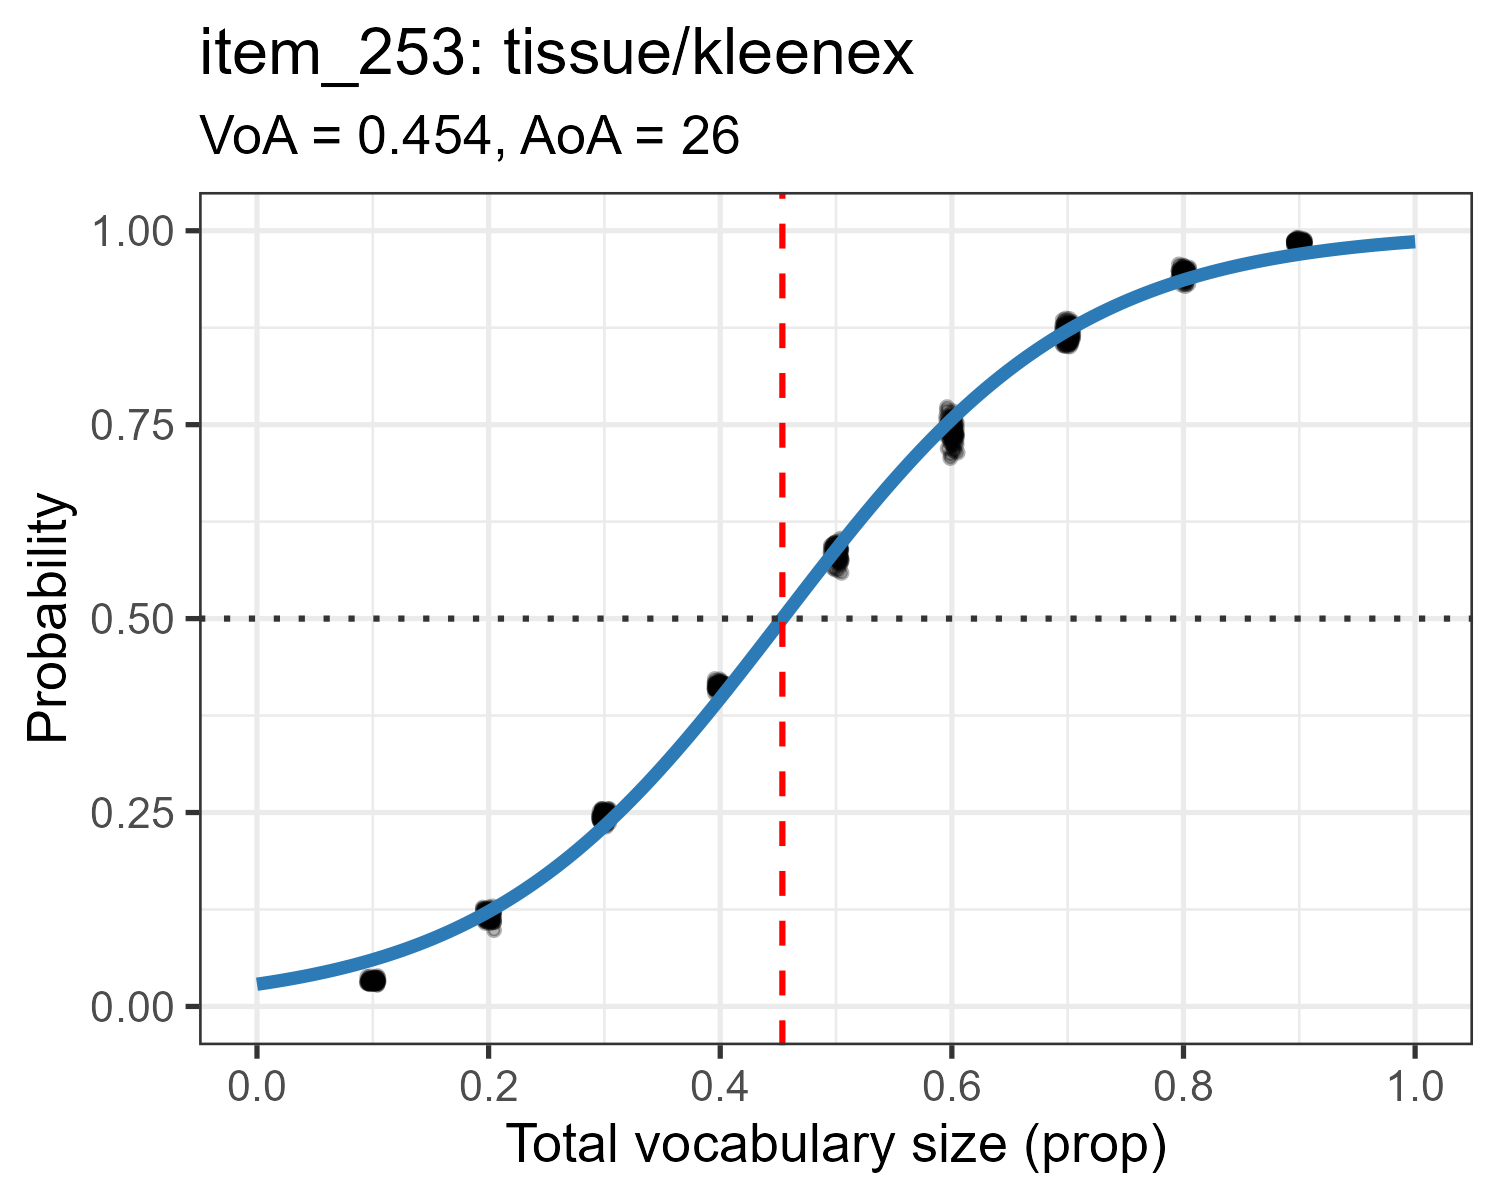 item_253: tissue/kleenex
VoA = 0.454, AoA = 26
1.00
0.75
0.50
0.25
0.00
Probability
0.0 0.2 0.4 0.6 0.8 1.0
Total vocabulary size (prop)